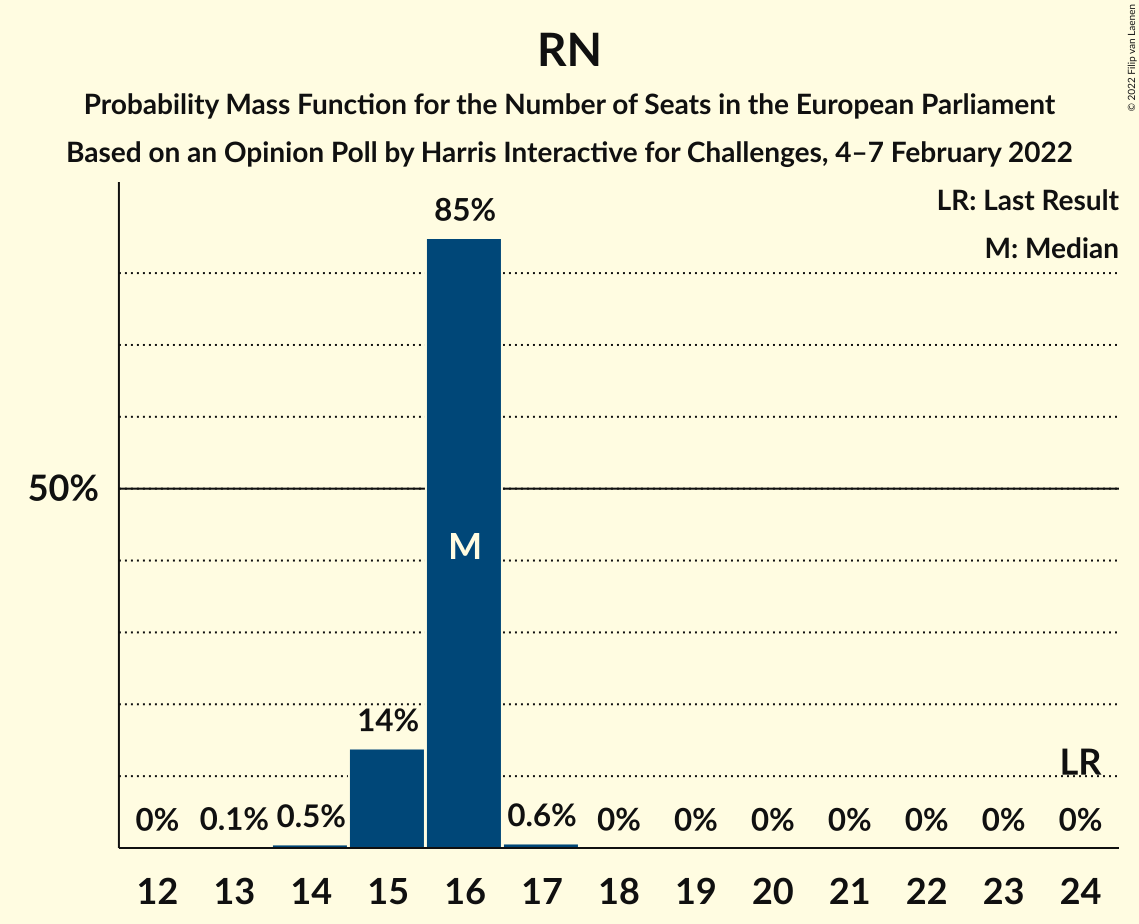 RN
Probability Mass Function for the Number of Seats in the European Parliament
Based on an Opinion Poll by Harris Interactive for Challenges, 4–7 February 2022
© 2022 Filip van Laenen
LR: Last Result
M: Median
85%
50%
M
14%
LR
0% 0.1% 0.5% 0.6% 0% 0% 0% 0% 0% 0% 0%
12 13 14 15 16 17 18 19 20 21 22 23 24